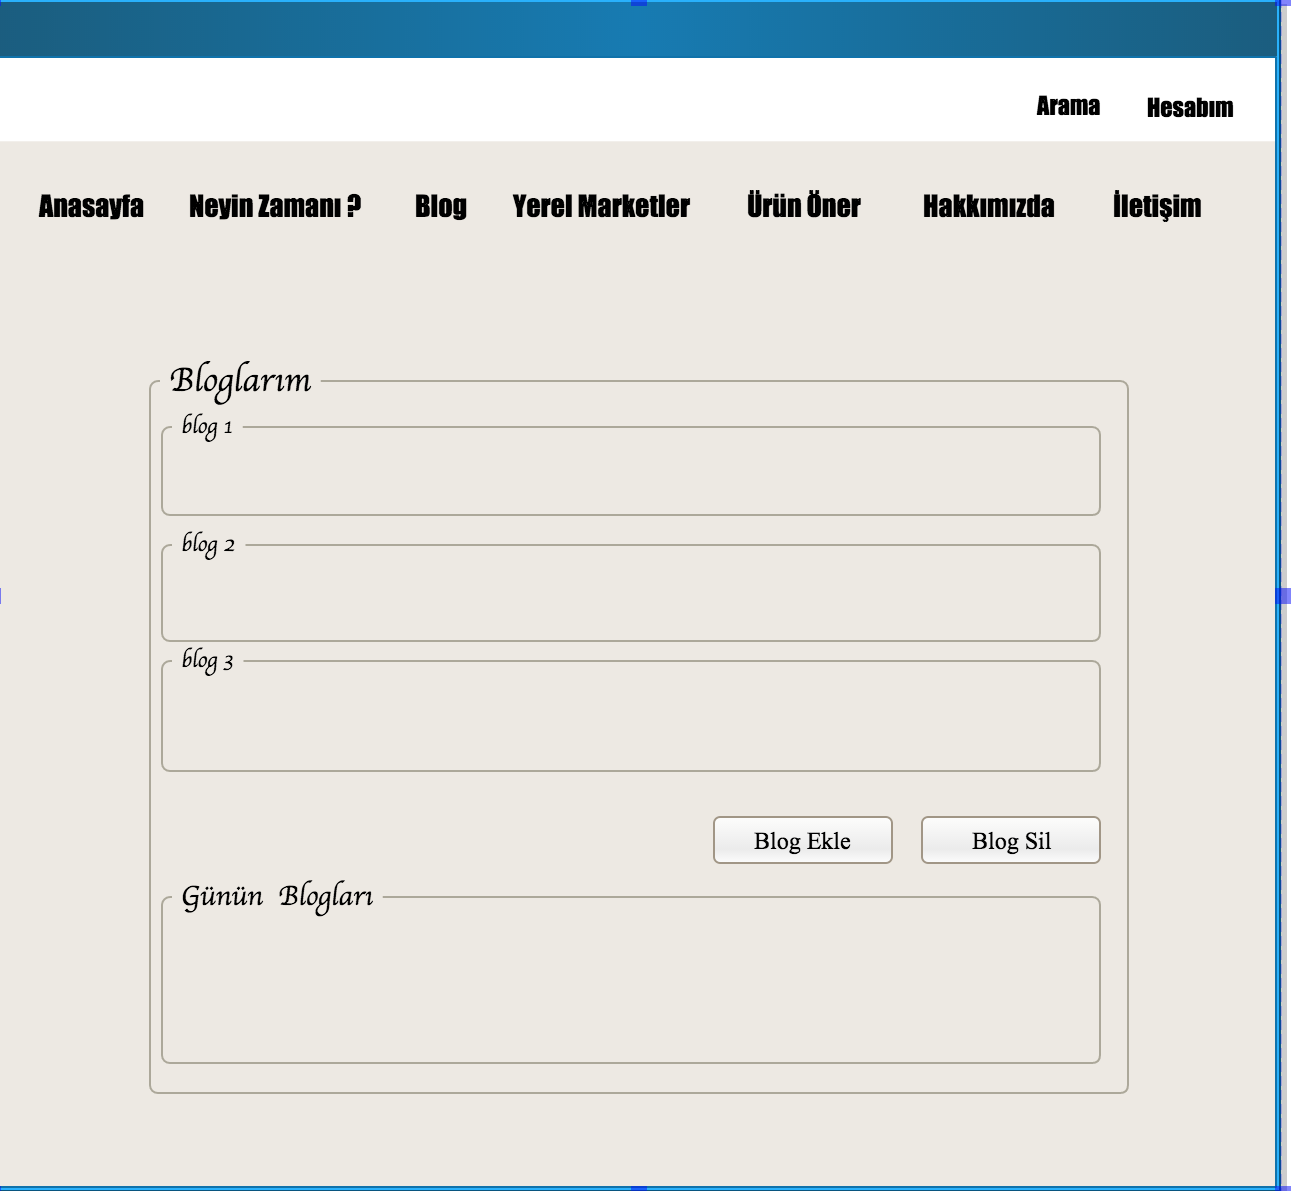 Arama Hesabım
Anasayfa Neyin Zamanı ? Blog Yerel Marketler Ürün Öner Hakkımızda İletişim
Bloglarım
blog 1
blog 2
blog 3
Blog Ekle Blog Sil
Günün Blogları